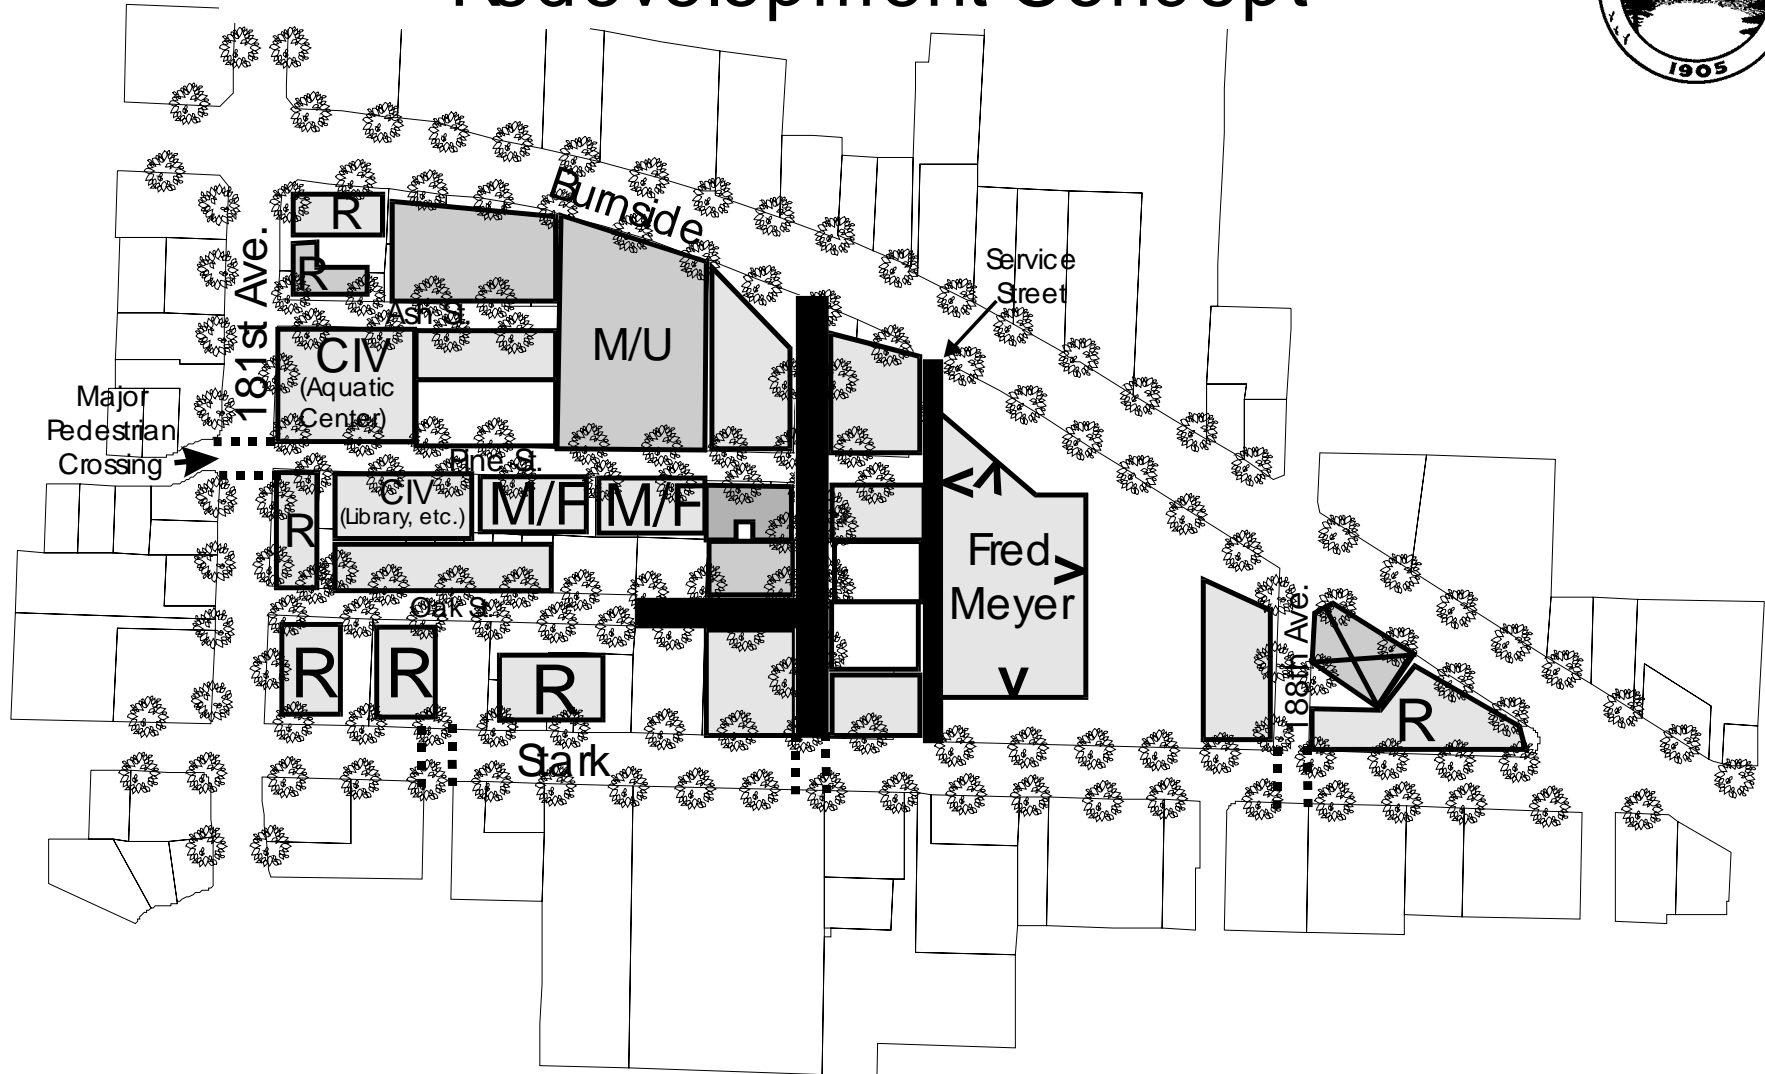 Redevelopment Concept
1905
Burnside
181st Ave.
Service
Street
R
R
Ash St.
M/U
CIV
(Aquatic
Center)
Major
Pedestrian
Crossing
Pine St.
CIV
(Library, etc.)
M/F
M/F
R
Fred
Meyer
Oak St.
188th Ave.
R
R
R
R
Stark